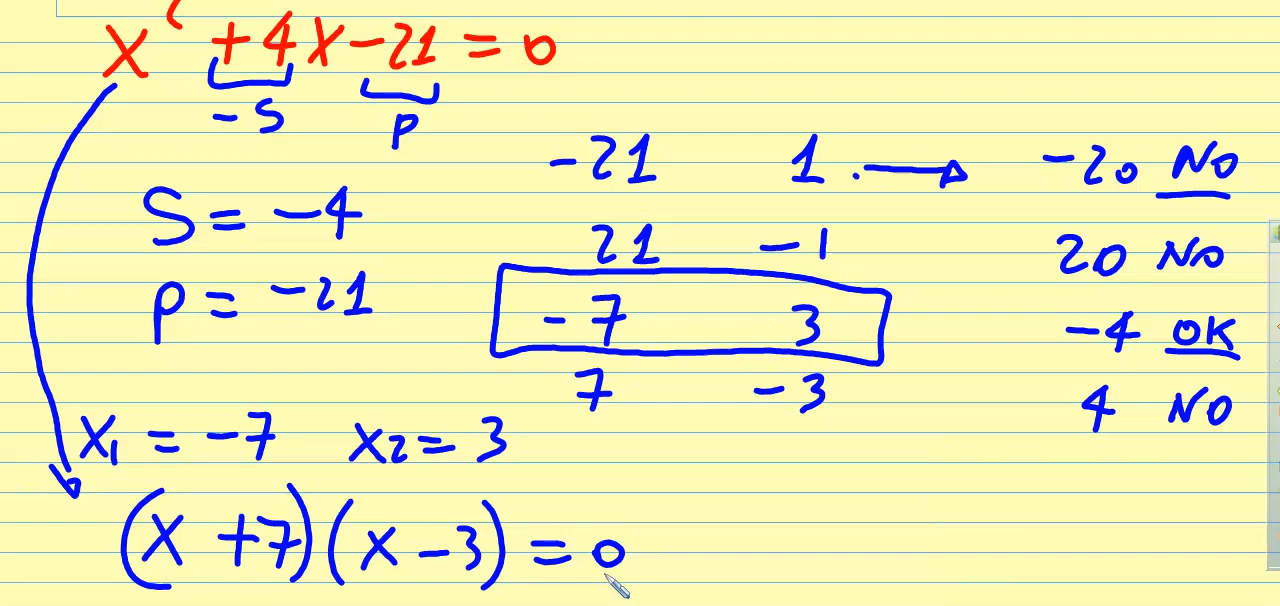 x² +4x -21 = 0
-S P
-21 1 → -20 No
S = -4
21 -1 20 No
P = -21
-7 3 -4 OK
7 -3 4 NO
x₁ = -7 x₂ = 3
(x +7)(x -3) = 0